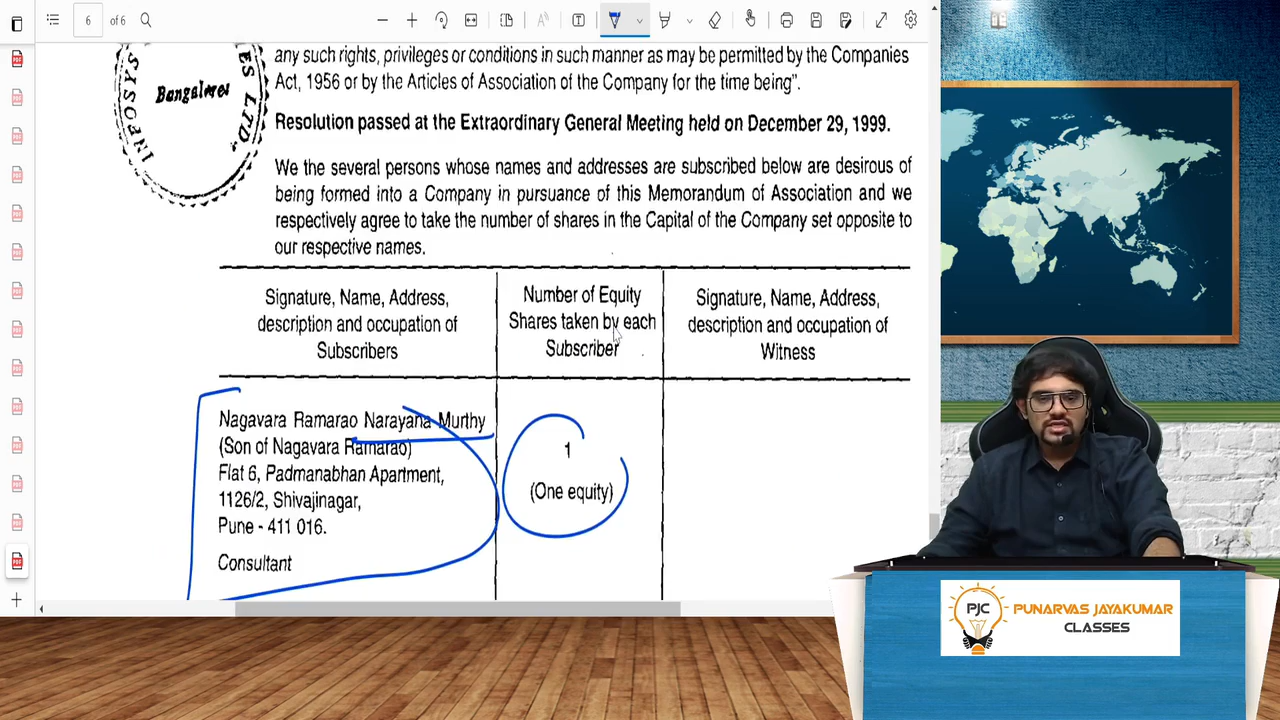 6 of 6
any such rights, privileges or conditions in such manner as may be permitted by the Companies
Act, 1956 or by the Articles of Association of the Company for the time being".
Resolution passed at the Extraordinary General Meeting held on December 29, 1999.
We the several persons whose names and addresses are subscribed below are desirous of
being formed into a Company in pursuance of this Memorandum of Association and we
respectively agree to take the number of shares in the Capital of the Company set opposite to
our respective names.
Signature, Name, Address,
description and occupation of
Subscribers
Number of Equity
Shares taken by each
Subscriber
Signature, Name, Address,
description and occupation of
Witness
Nagavara Ramarao Narayana Murthy
(Son of Nagavara Ramarao)
Flat 6, Padmanabhan Apartment,
1126/2, Shivajinagar,
Pune - 411 016.
Consultant
1
(One equity)
INFOSYS
ES LTD.
Bangalore
PJC
PUNARVAS JAYAKUMAR
CLASSES